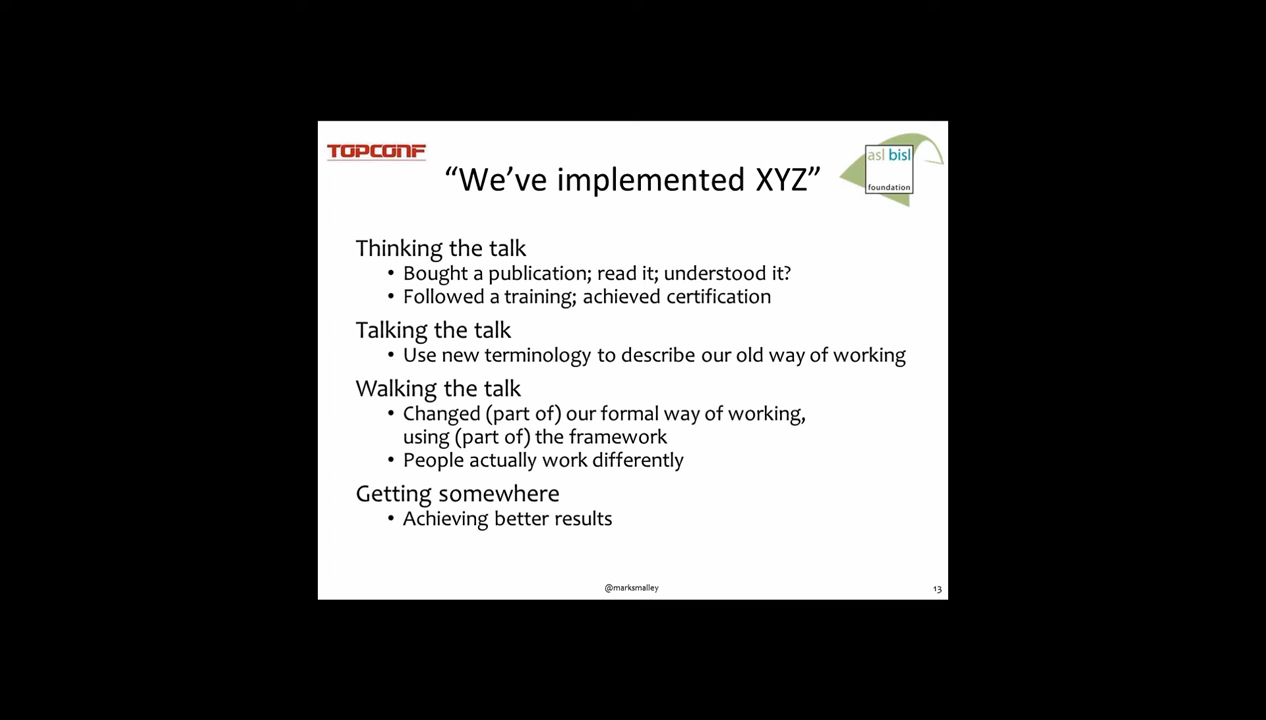 TOPCONF
asl bisl
foundation
“We’ve implemented XYZ”
Thinking the talk
• Bought a publication; read it; understood it?
• Followed a training; achieved certification
Talking the talk
• Use new terminology to describe our old way of working
Walking the talk
• Changed (part of) our formal way of working,
using (part of) the framework
• People actually work differently
Getting somewhere
• Achieving better results
@marksmalley
13